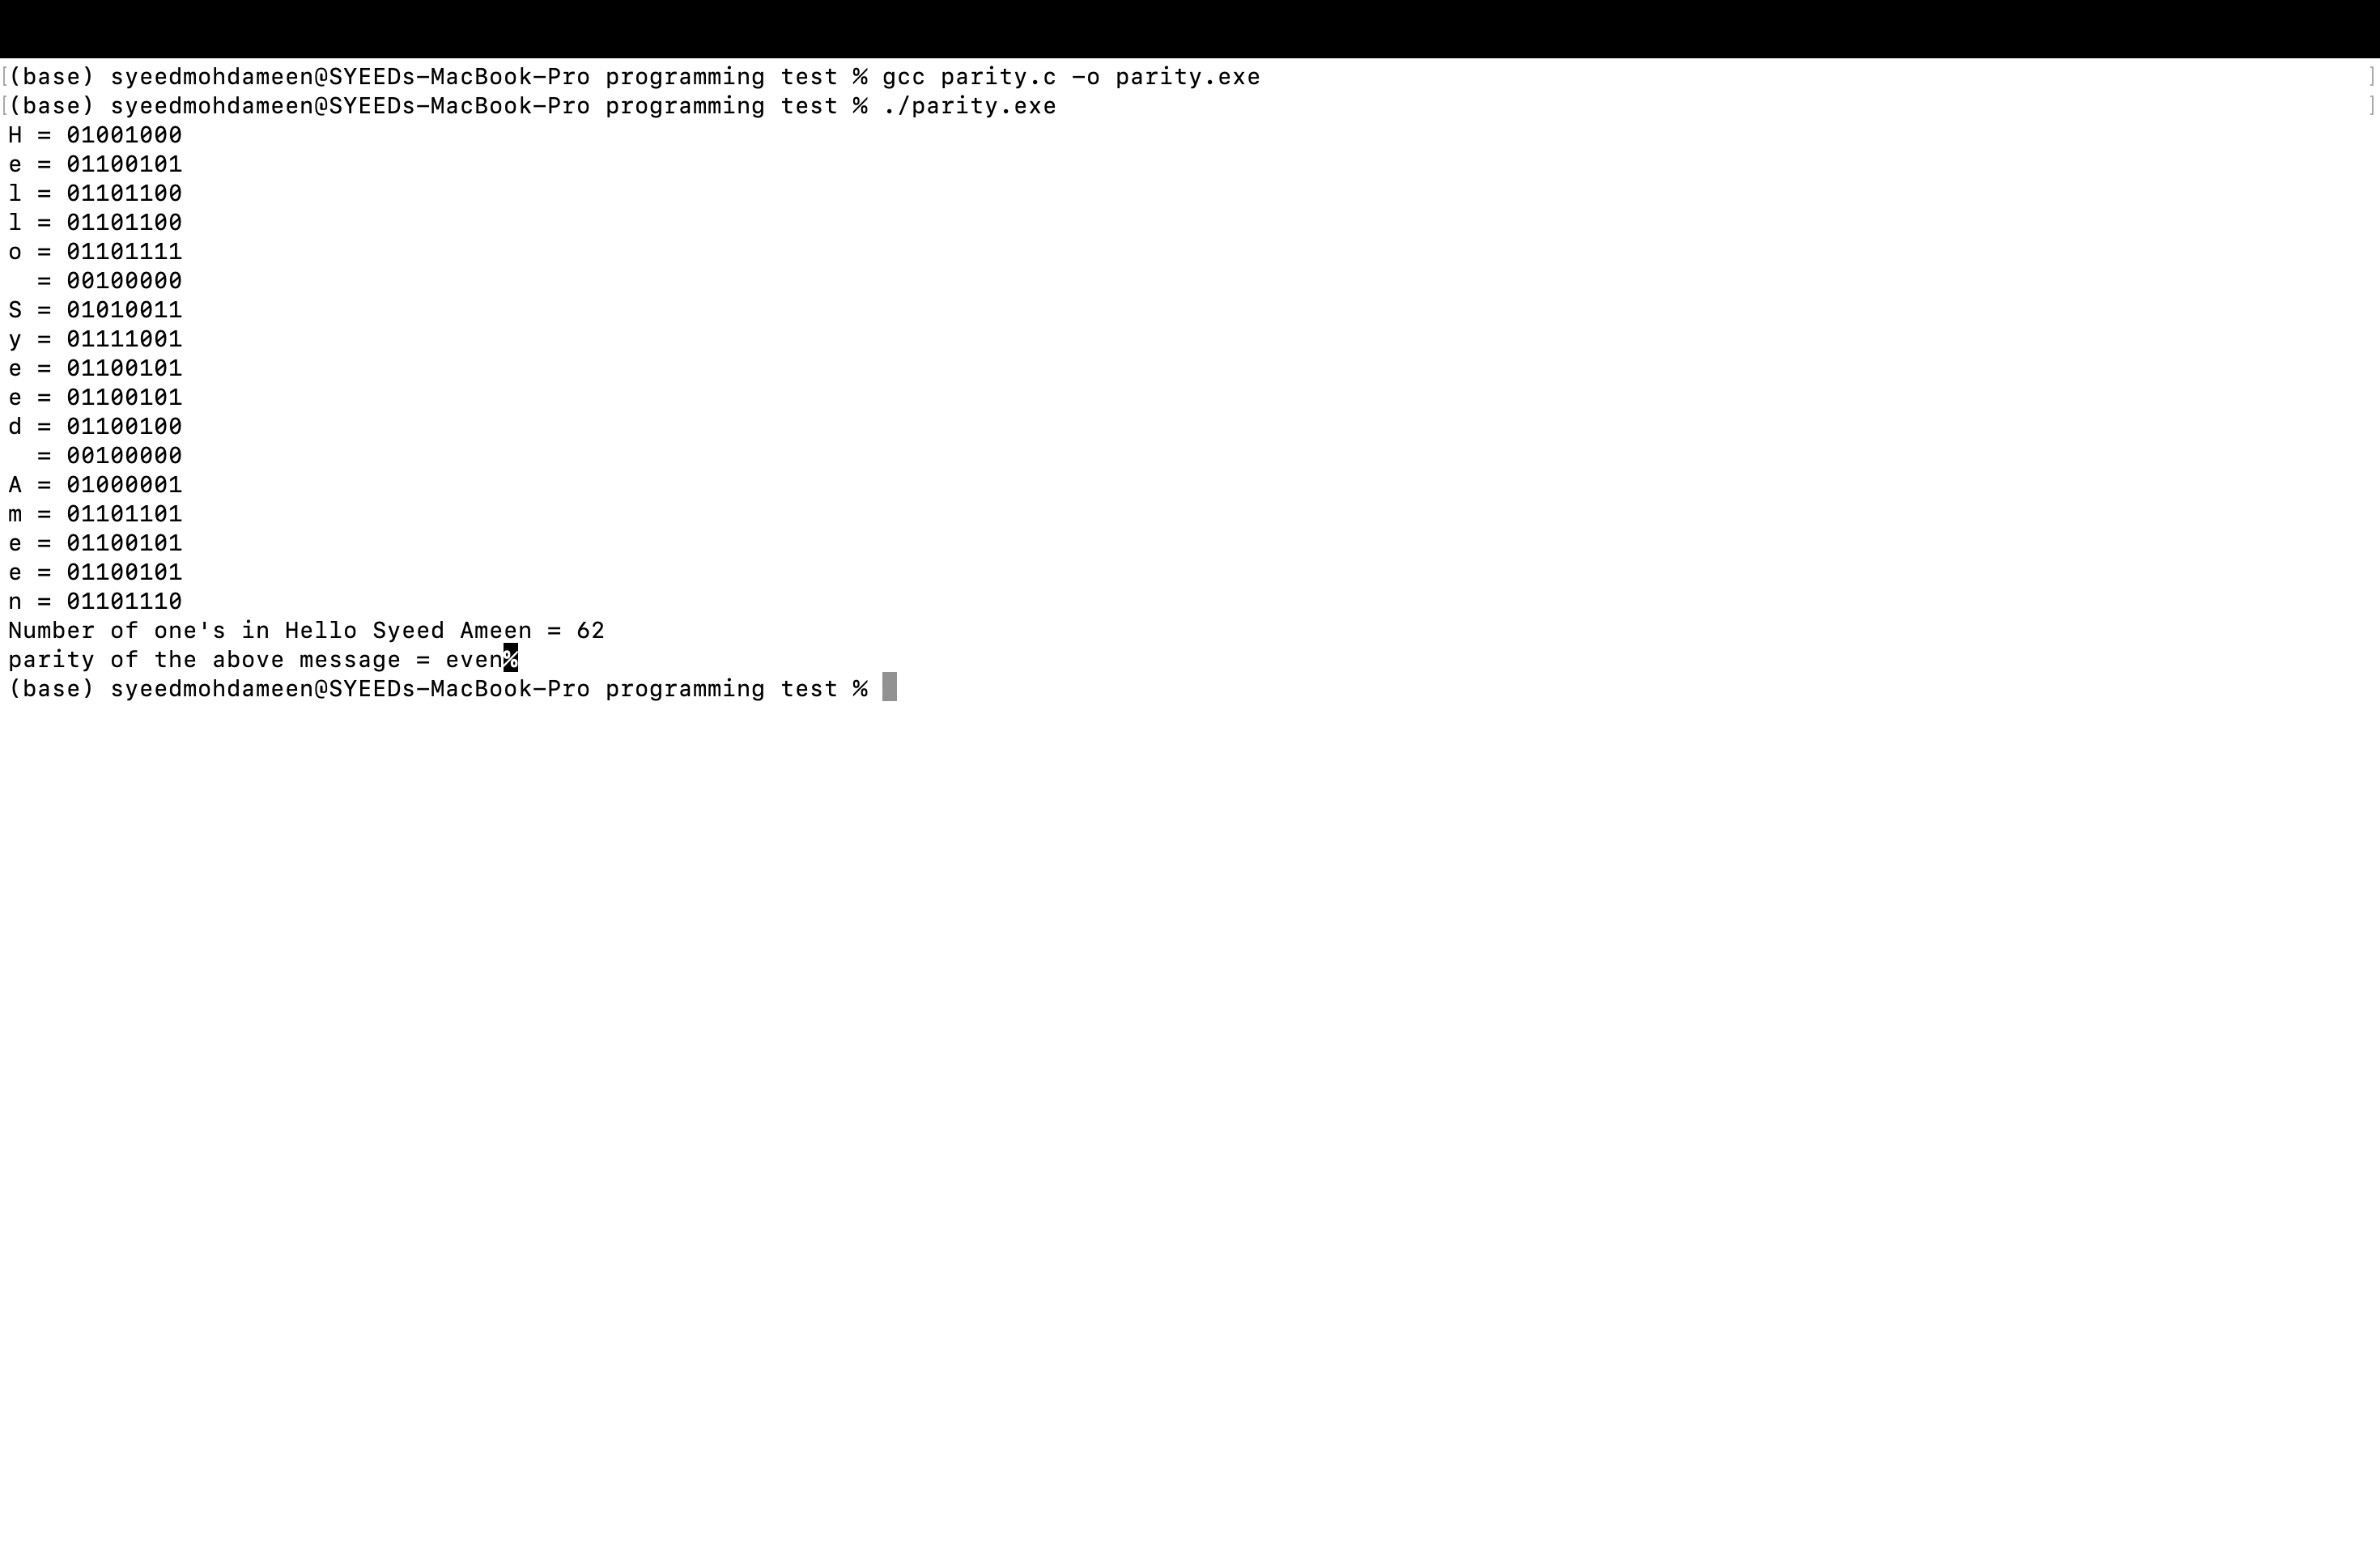 [(base) syeedmohdameen@SYEEDs-MacBook-Pro programming test % gcc parity.c -o parity.exe ]
[(base) syeedmohdameen@SYEEDs-MacBook-Pro programming test % ./parity.exe ]
H = 01001000
e = 01100101
l = 01101100
l = 01101100
o = 01101111
  = 00100000
S = 01010011
y = 01111001
e = 01100101
e = 01100101
d = 01100100
  = 00100000
A = 01000001
m = 01101101
e = 01100101
e = 01100101
n = 01101110
Number of one's in Hello Syeed Ameen = 62
parity of the above message = even%
(base) syeedmohdameen@SYEEDs-MacBook-Pro programming test %